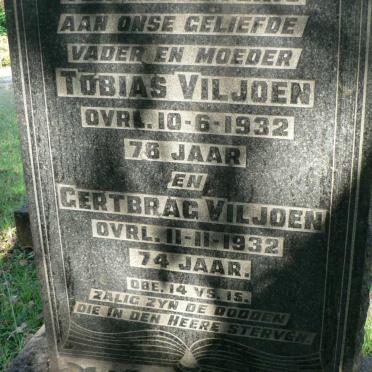 AAN ONSE GELIEFDE
VADER EN MOEDER
TOBIAS VILJOEN
OVRL. 10-6-1932
76 JAAR
EN
GERTBRAG VILJOEN
OVRL. 11-11-1932
74 JAAR.
OBE. 14 VS. 13.
ZALIG ZYN DE DOODEN
DIE IN DEN HEERE STERVEN.